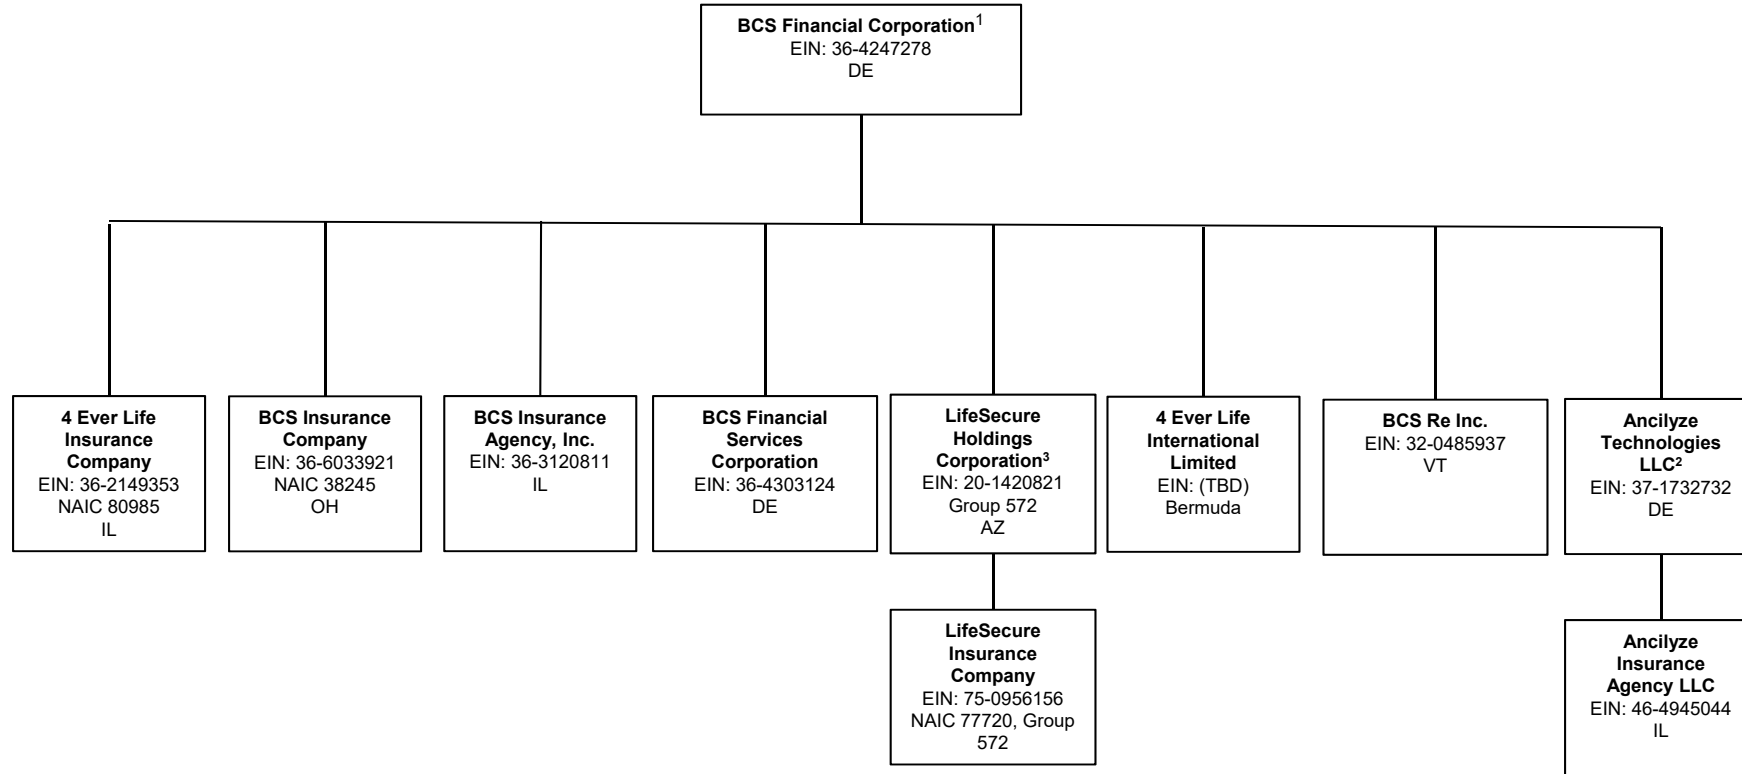 BCS Financial Corporation¹
EIN: 36-4247278
DE
4 Ever Life
Insurance
Company
EIN: 36-2149353
NAIC 80985
IL
BCS Insurance
Company
EIN: 36-6033921
NAIC 38245
OH
BCS Insurance
Agency, Inc.
EIN: 36-3120811
IL
BCS Financial
Services
Corporation
EIN: 36-4303124
DE
LifeSecure
Holdings
Corporation³
EIN: 20-1420821
Group 572
AZ
4 Ever Life
International
Limited
EIN: (TBD)
Bermuda
BCS Re Inc.
EIN: 32-0485937
VT
Ancilyze
Technologies
LLC²
EIN: 37-1732732
DE
LifeSecure
Insurance
Company
EIN: 75-0956156
NAIC 77720, Group
572
Ancilyze
Insurance
Agency LLC
EIN: 46-4945044
IL